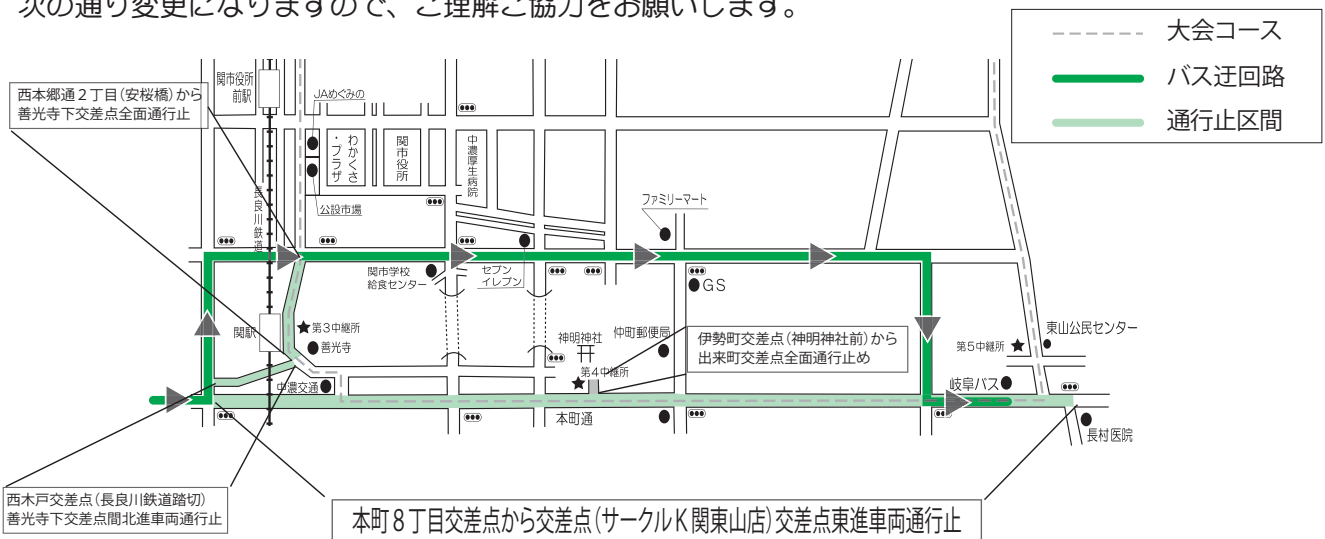 次の通り変更になりますので、ご理解ご協力をお願いします。
大会コース
バス迂回路
通行止区間
関市役所
前駅
西本郷通２丁目(安桜橋)から
善光寺下交差点全面通行止
JAめぐみの
わかくさ
・プラザ
関市役所
中濃厚生病院
公設市場
長良川鉄道
ファミリーマート
関市学校
給食センター
セブン
イレブン
GS
関駅
第3中継所
善光寺
神明神社
仲町郵便局
伊勢町交差点(神明神社前)から
出来町交差点全面通行止め
東山公民センター
第5中継所
第4中継所
中濃交通
岐阜バス
本町通
長村医院
西木戸交差点(長良川鉄道踏切)
善光寺下交差点間北進車両通行止
本町８丁目交差点から交差点(サークルK関東山店)交差点東進車両通行止